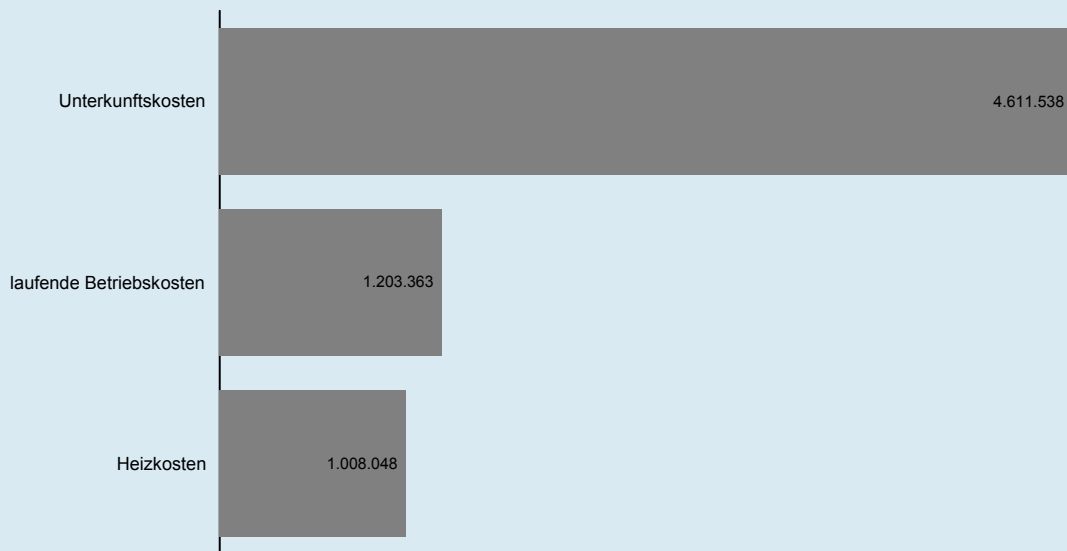 Unterkunftskosten
4.611.538
laufende Betriebskosten
1.203.363
Heizkosten
1.008.048